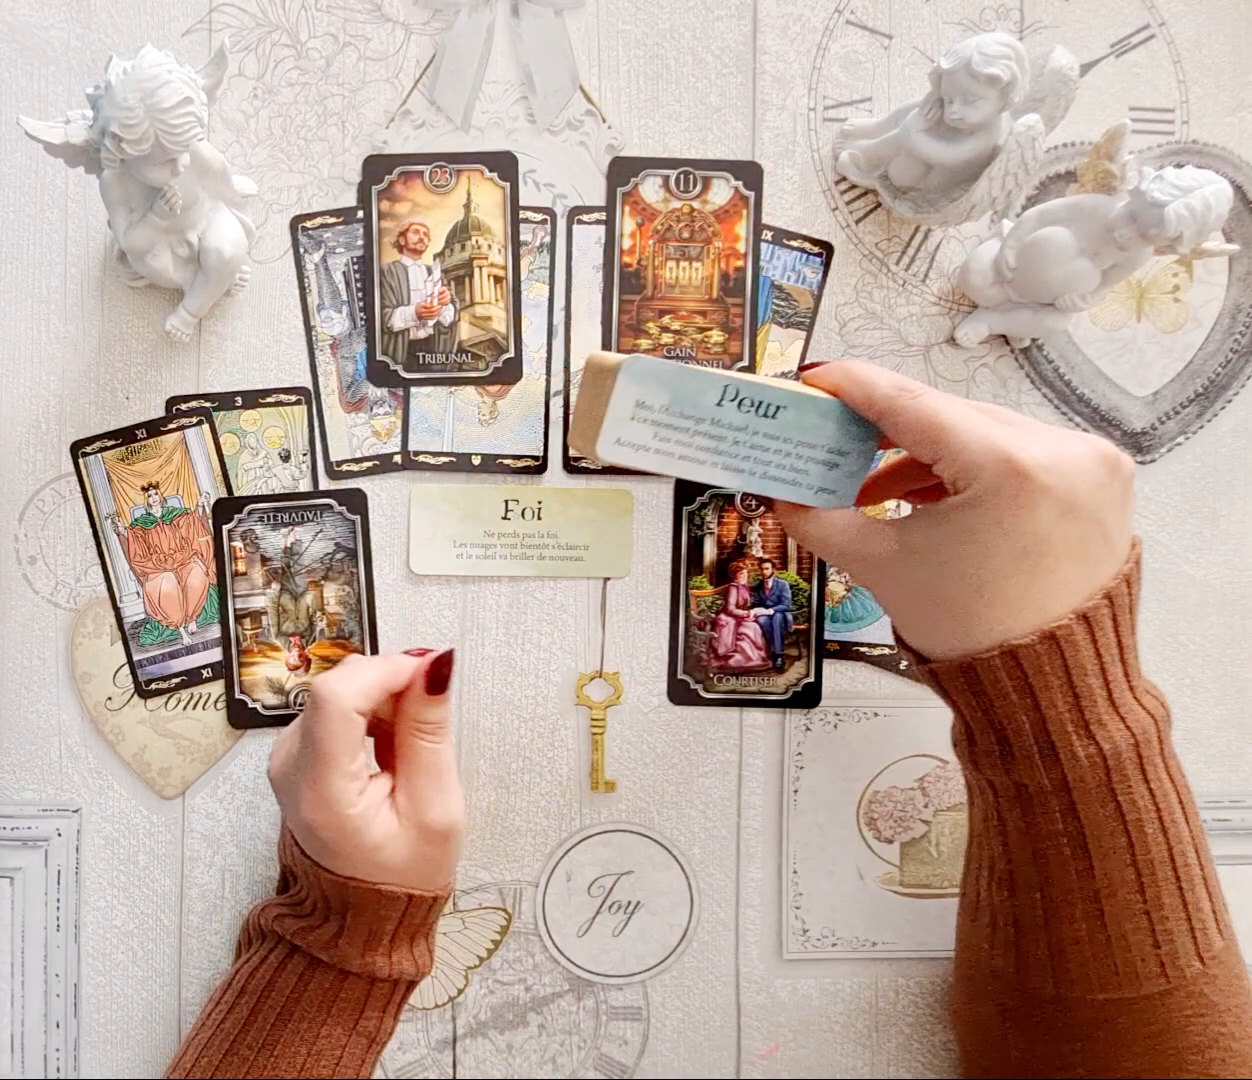 23
TRIBUNAL
11
GAIN
IX
Peur
Moi, l'Archange Michael, je suis ici pour t'aider
à ce moment présent. Je t'aime et je te protège.
Fais-moi confiance et tout ira bien.
Accepte mon amour et laisse-le dissoudre ta peur.
3
XI
PAUVRETÉ
XI
Foi
Ne perds pas la foi.
Les nuages vont bientôt s'éclaircir
et le soleil va briller de nouveau.
4
COURTISER
Home
Joy